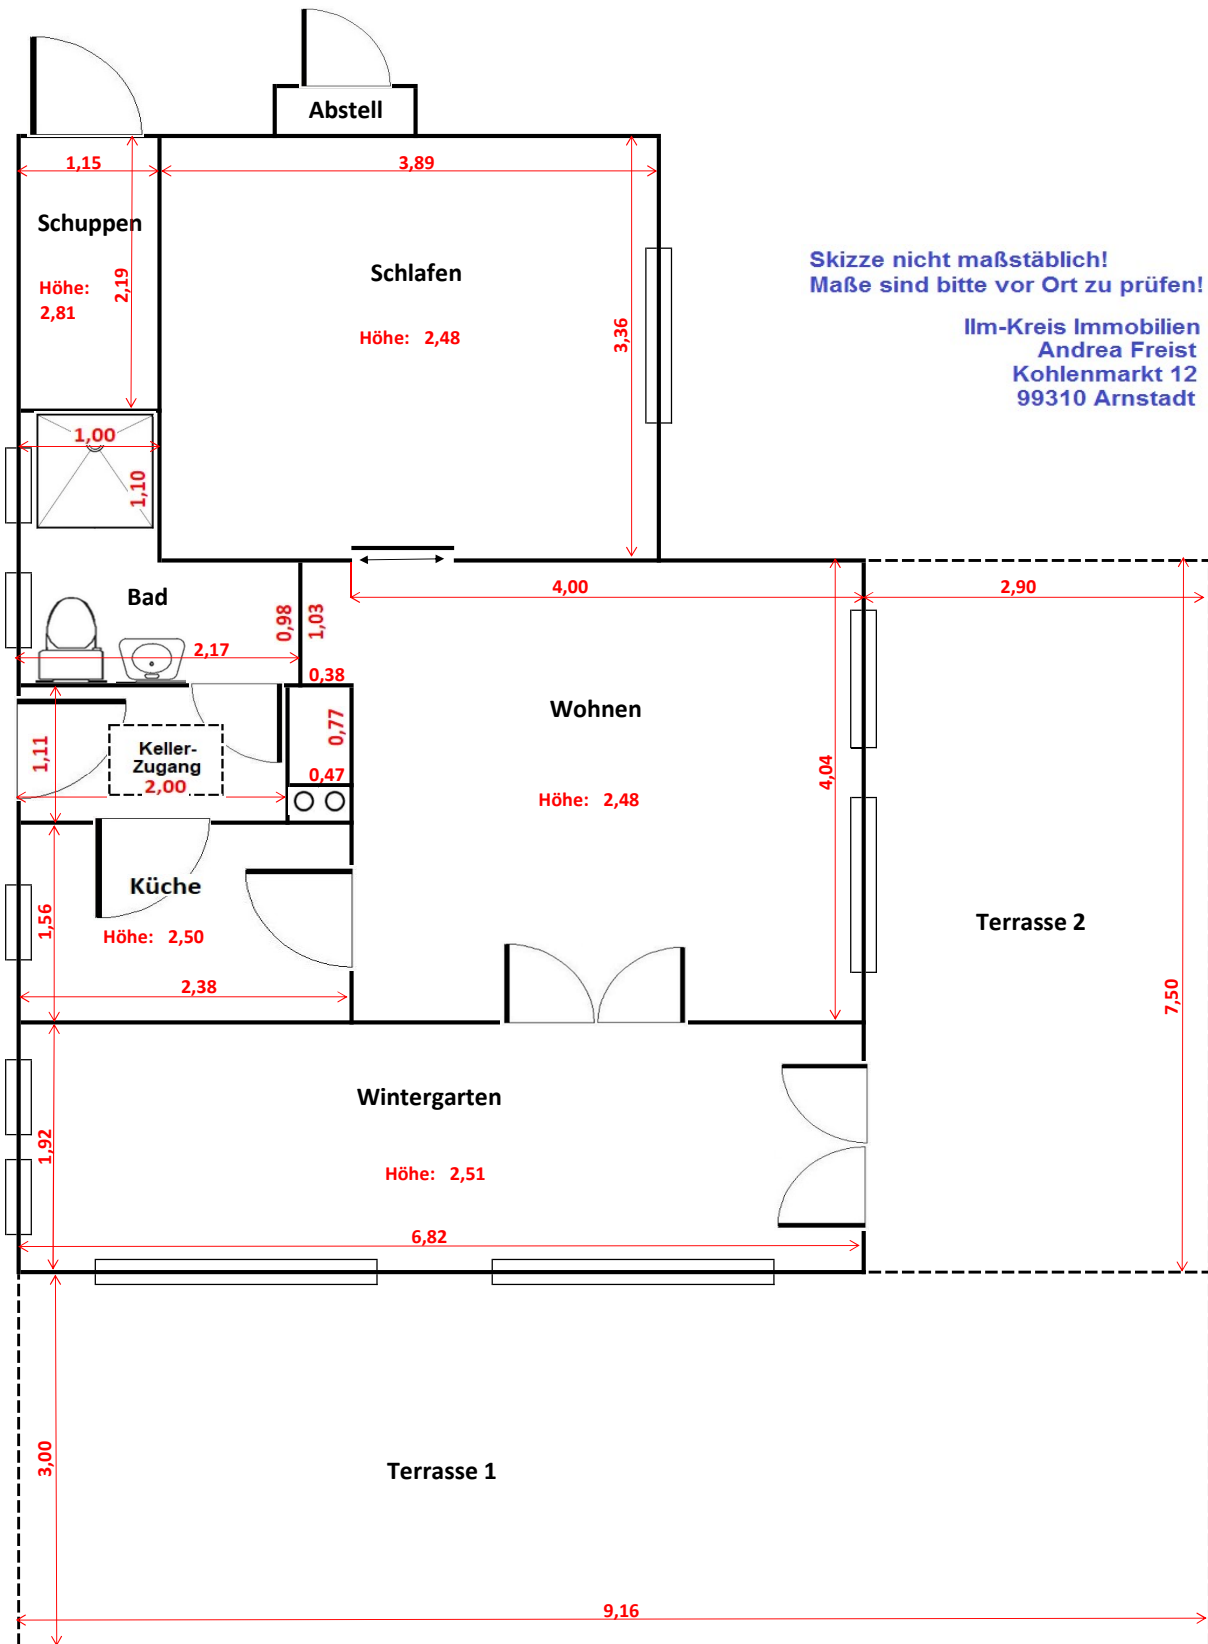 Abstell
1,15
3,89
Schuppen
Höhe:
2,81
2,19
Schlafen
Höhe: 2,48
3,36
Skizze nicht maßstäblich!
Maße sind bitte vor Ort zu prüfen!
Ilm-Kreis Immobilien
Andrea Freist
Kohlenmarkt 12
99310 Arnstadt
1,00
1,10
Bad
0,98
1,03
2,17
0,38
4,00
2,90
Wohnen
Höhe: 2,48
4,04
1,11
Keller-
Zugang
2,00
0,77
0,47
Küche
Höhe: 2,50
1,56
2,38
Terrasse 2
7,50
Wintergarten
Höhe: 2,51
1,92
6,82
3,00
Terrasse 1
9,16